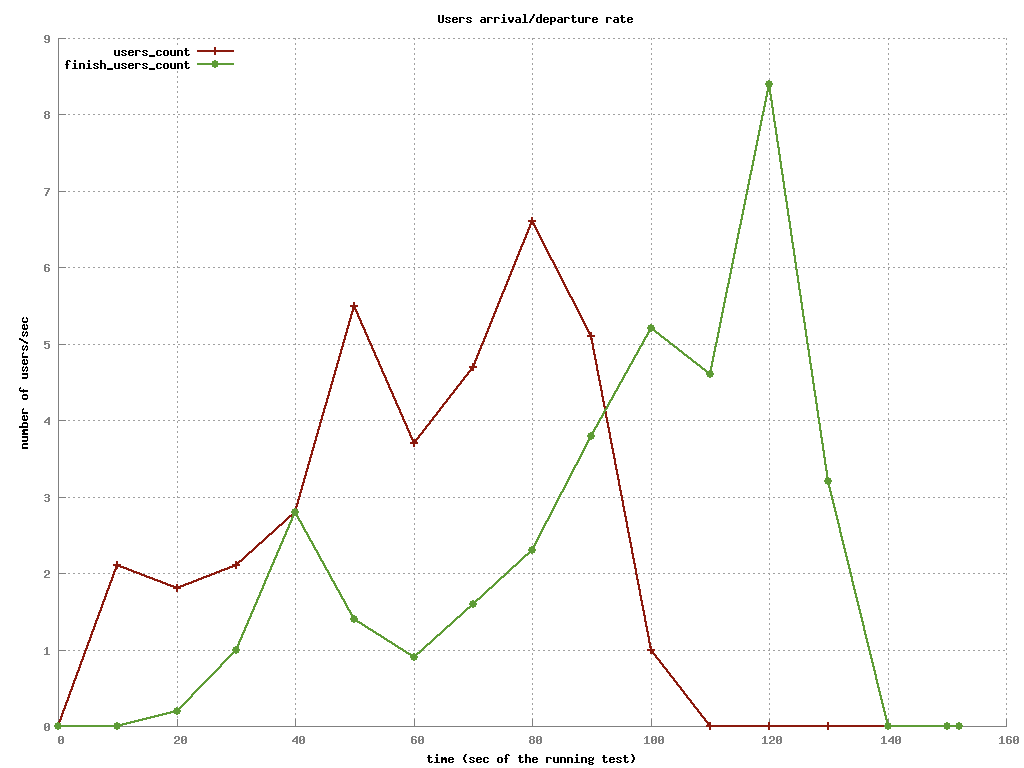 Users arrival/departure rate
users_count
finish_users_count
9
8
7
6
5
4
3
2
1
0
number of users/sec
0 20 40 60 80 100 120 140 160
time (sec of the running test)